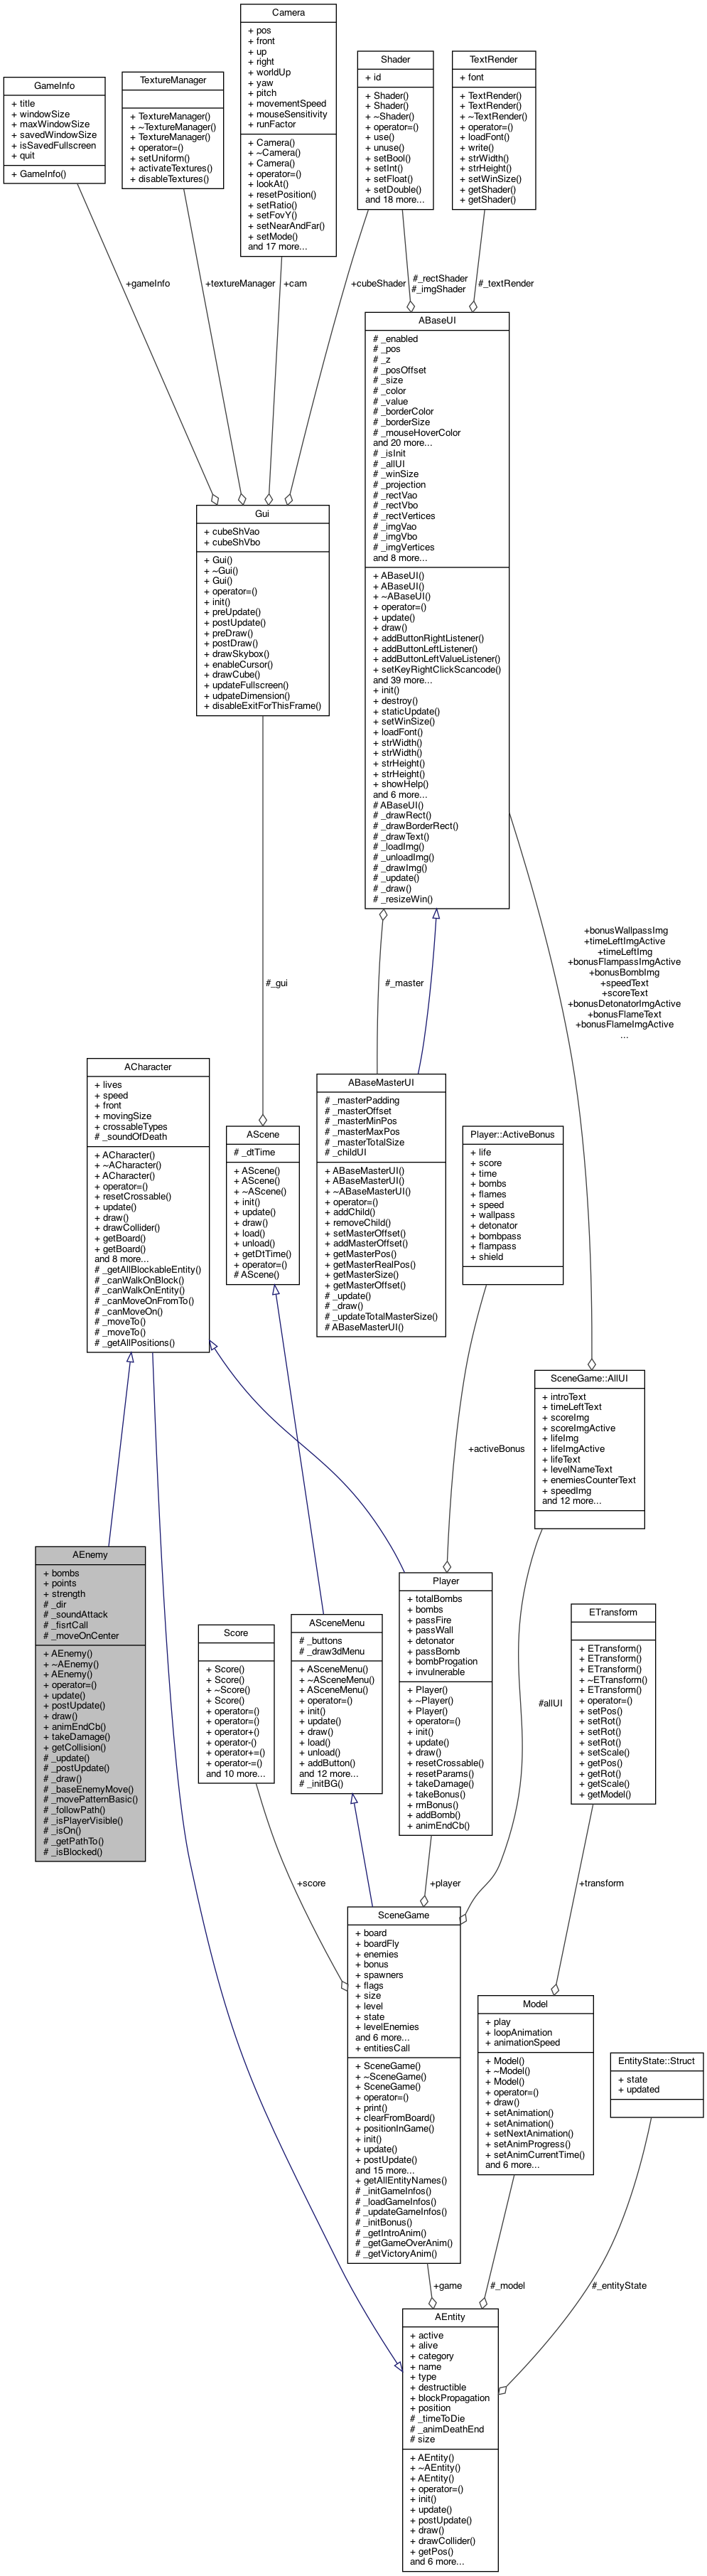 Camera
+ pos
+ front
+ up
+ right
+ worldUp
+ yaw
+ pitch
+ movementSpeed
+ mouseSensitivity
+ runFactor
+ Camera()
+ ~Camera()
+ Camera()
+ operator=()
+ lookAt()
+ resetPosition()
+ setRatio()
+ setFovY()
+ setNearAndFar()
+ setMode()
and 17 more...
Shader
+ id
+ Shader()
+ Shader()
+ ~Shader()
+ operator=()
+ use()
+ unuse()
+ setBool()
+ setInt()
+ setFloat()
+ setDouble()
and 18 more...
TextRender
+ font
+ TextRender()
+ TextRender()
+ ~TextRender()
+ operator=()
+ loadFont()
+ write()
+ strWidth()
+ strHeight()
+ setWinSize()
+ getShader()
+ getShader()
GameInfo
+ title
+ windowSize
+ maxWindowSize
+ savedWindowSize
+ isSavedFullscreen
+ quit
+ GameInfo()
TextureManager
+ TextureManager()
+ ~TextureManager()
+ TextureManager()
+ operator=()
+ setUniform()
+ activateTextures()
+ disableTextures()
+gameInfo
+textureManager
+cam
+cubeShader
#_rectShader
#_imgShader
#_textRender
ABaseUI
# _enabled
# _pos
# _z
# _posOffset
# _size
# _color
# _value
# _borderColor
# _borderSize
# _mouseHoverColor
and 20 more...
# _isInit
# _allUI
# _winSize
# _projection
# _rectVao
# _rectVbo
# _rectVertices
# _imgVao
# _imgVbo
# _imgVertices
and 8 more...
+ ABaseUI()
+ ABaseUI()
+ ~ABaseUI()
+ operator=()
+ update()
+ draw()
+ addButtonRightListener()
+ addButtonLeftListener()
+ addButtonLeftValueListener()
+ setKeyRightClickScancode()
and 39 more...
+ init()
+ destroy()
+ staticUpdate()
+ setWinSize()
+ loadFont()
+ strWidth()
+ strWidth()
+ strHeight()
+ strHeight()
+ showHelp()
and 6 more...
# ABaseUI()
# _drawRect()
# _drawBorderRect()
# _drawText()
# _loadImg()
# _unloadImg()
# _drawImg()
# _update()
# _draw()
# _resizeWin()
Gui
+ cubeShVao
+ cubeShVbo
+ Gui()
+ ~Gui()
+ Gui()
+ operator=()
+ init()
+ preUpdate()
+ postUpdate()
+ preDraw()
+ postDraw()
+ drawSkybox()
+ enableCursor()
+ drawCube()
+ updateFullscreen()
+ udpateDimension()
+ disableExitForThisFrame()
#_gui
#_master
+bonusWallpassImg
+timeLeftImgActive
+timeLeftImg
+bonusFlampassImgActive
+bonusBombImg
+speedText
+scoreText
+bonusDetonatorImgActive
+bonusFlameText
+bonusFlameImgActive
...
ACharacter
+ lives
+ speed
+ front
+ movingSize
+ crossableTypes
# _soundOfDeath
+ ACharacter()
+ ~ACharacter()
+ ACharacter()
+ operator=()
+ resetCrossable()
+ update()
+ draw()
+ drawCollider()
+ getBoard()
+ getBoard()
and 8 more...
# _getAllBlockableEntity()
# _canWalkOnBlock()
# _canWalkOnEntity()
# _canMoveOnFromTo()
# _canMoveOn()
# _moveTo()
# _moveTo()
# _getAllPositions()
AScene
# _dtTime
+ AScene()
+ AScene()
+ ~AScene()
+ init()
+ update()
+ draw()
+ load()
+ unload()
+ getDtTime()
+ operator=()
# AScene()
ABaseMasterUI
# _masterPadding
# _masterOffset
# _masterMinPos
# _masterMaxPos
# _masterTotalSize
# _childUI
+ ABaseMasterUI()
+ ABaseMasterUI()
+ ~ABaseMasterUI()
+ operator=()
+ addChild()
+ removeChild()
+ setMasterOffset()
+ addMasterOffset()
+ getMasterPos()
+ getMasterRealPos()
+ getMasterSize()
+ getMasterOffset()
# _update()
# _draw()
# _updateTotalMasterSize()
# ABaseMasterUI()
Player::ActiveBonus
+ life
+ score
+ time
+ bombs
+ flames
+ speed
+ wallpass
+ detonator
+ bombpass
+ flampass
+ shield
SceneGame::AllUI
+ introText
+ timeLeftText
+ scoreImg
+ scoreImgActive
+ lifeImg
+ lifeImgActive
+ lifeText
+ levelNameText
+ enemiesCounterText
+ speedImg
and 12 more...
+activeBonus
AEnemy
+ bombs
+ points
+ strength
# _dir
# _soundAttack
# _fisrtCall
# _moveOnCenter
+ AEnemy()
+ ~AEnemy()
+ AEnemy()
+ operator=()
+ update()
+ postUpdate()
+ draw()
+ animEndCb()
+ takeDamage()
+ getCollision()
# _update()
# _postUpdate()
# _draw()
# _baseEnemyMove()
# _movePatternBasic()
# _followPath()
# _isPlayerVisible()
# _isOn()
# _getPathTo()
# _isBlocked()
Score
+ Score()
+ Score()
+ ~Score()
+ Score()
+ operator=()
+ operator=()
+ operator+()
+ operator-()
+ operator+=()
+ operator-=()
and 10 more...
ASceneMenu
# _buttons
# _draw3dMenu
+ ASceneMenu()
+ ~ASceneMenu()
+ ASceneMenu()
+ operator=()
+ init()
+ update()
+ draw()
+ load()
+ unload()
+ addButton()
and 12 more...
# _initBG()
Player
+ totalBombs
+ bombs
+ passFire
+ passWall
+ detonator
+ passBomb
+ bombProgation
+ invulnerable
+ Player()
+ ~Player()
+ Player()
+ operator=()
+ init()
+ update()
+ draw()
+ resetCrossable()
+ resetParams()
+ takeDamage()
+ takeBonus()
+ rmBonus()
+ addBomb()
+ animEndCb()
ETransform
+ ETransform()
+ ETransform()
+ ETransform()
+ ~ETransform()
+ ETransform()
+ operator=()
+ setPos()
+ setRot()
+ setRot()
+ setRot()
+ setScale()
+ getPos()
+ getRot()
+ getScale()
+ getModel()
#allUI
+score
+player
+transform
SceneGame
+ board
+ boardFly
+ enemies
+ bonus
+ spawners
+ flags
+ size
+ level
+ state
+ levelEnemies
and 6 more...
+ entitiesCall
+ SceneGame()
+ ~SceneGame()
+ SceneGame()
+ operator=()
+ print()
+ clearFromBoard()
+ positionInGame()
+ init()
+ update()
+ postUpdate()
and 15 more...
+ getAllEntityNames()
# _initGameInfos()
# _loadGameInfos()
# _updateGameInfos()
# _initBonus()
# _getIntroAnim()
# _getGameOverAnim()
# _getVictoryAnim()
Model
+ play
+ loopAnimation
+ animationSpeed
+ Model()
+ ~Model()
+ Model()
+ operator=()
+ draw()
+ setAnimation()
+ setAnimation()
+ setNextAnimation()
+ setAnimProgress()
+ setAnimCurrentTime()
and 6 more...
EntityState::Struct
+ state
+ updated
+game
#_model
#_entityState
AEntity
+ active
+ alive
+ category
+ name
+ type
+ destructible
+ blockPropagation
+ position
# _timeToDie
# _animDeathEnd
# size
+ AEntity()
+ ~AEntity()
+ AEntity()
+ operator=()
+ init()
+ update()
+ postUpdate()
+ draw()
+ drawCollider()
+ getPos()
and 6 more...